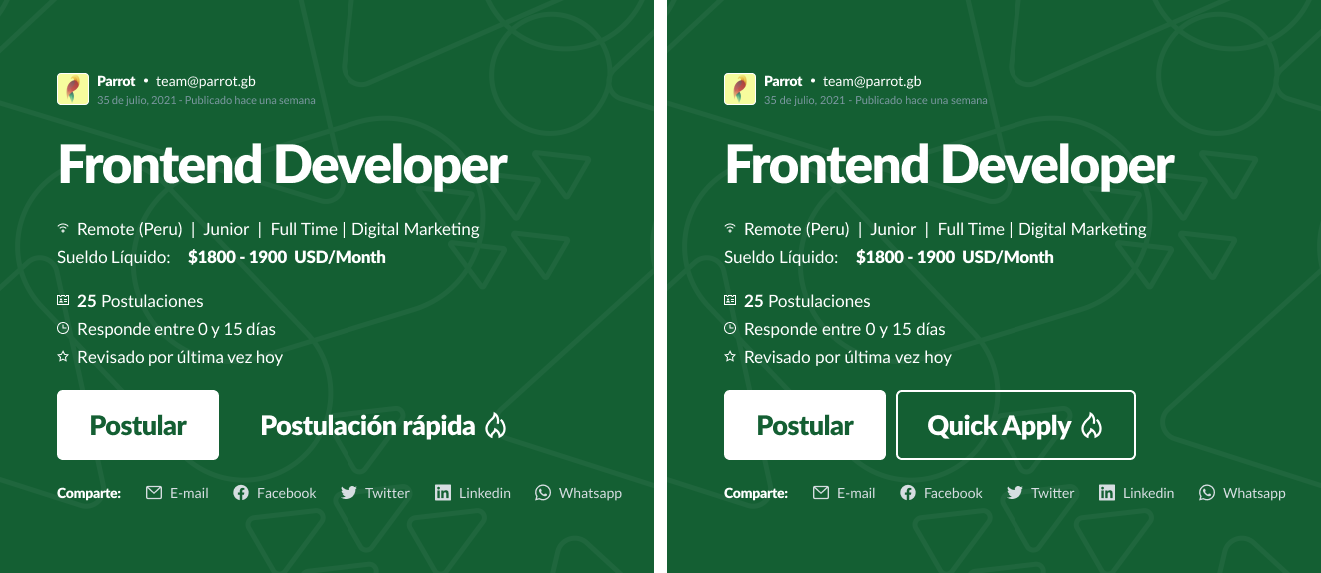 Parrot • team@parrot.gb
35 de julio, 2021 - Publicado hace una semana
Frontend Developer
Remote (Peru) | Junior | Full Time | Digital Marketing
Sueldo Líquido: $1800 - 1900 USD/Month
25 Postulaciones
Responde entre 0 y 15 días
Revisado por última vez hoy
Postular
Postulación rápida
Comparte: E-mail Facebook Twitter Linkedin Whatsapp
Parrot • team@parrot.gb
35 de julio, 2021 - Publicado hace una semana
Frontend Developer
Remote (Peru) | Junior | Full Time | Digital Marketing
Sueldo Líquido: $1800 - 1900 USD/Month
25 Postulaciones
Responde entre 0 y 15 días
Revisado por última vez hoy
Postular
Quick Apply
Comparte: E-mail Facebook Twitter Linkedin Whatsapp